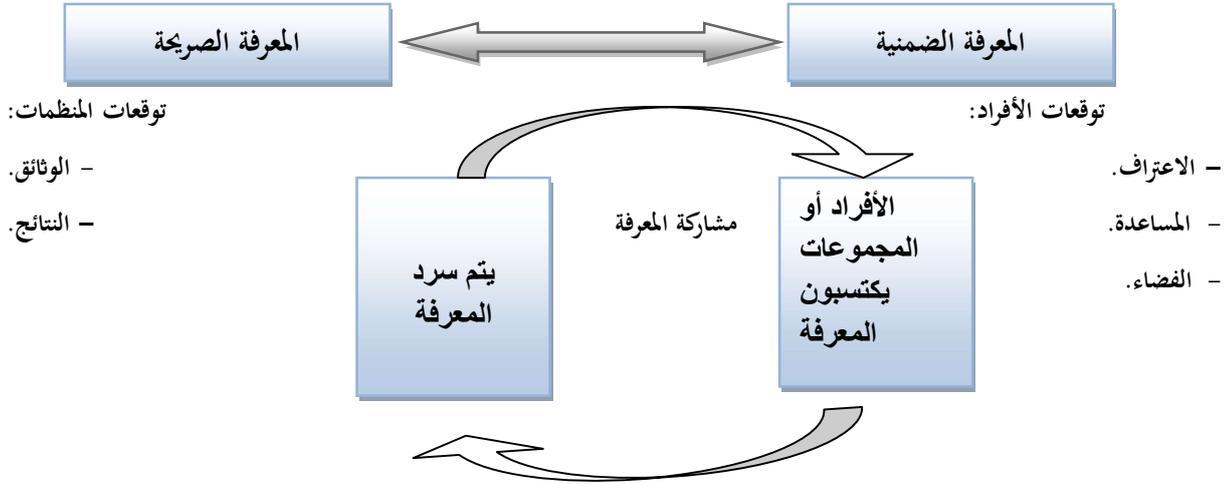 المعرفة الضمنية
المعرفة الصريحة
توقعات الأفراد:
– الاعتراف.
– المساعدة.
– الفضاء.
توقعات المنظمات:
– الوثائق.
– النتائج.
الأفراد أو
المجموعات
يكتسبون
المعرفة
مشاركة المعرفة
يتم سرد
المعرفة